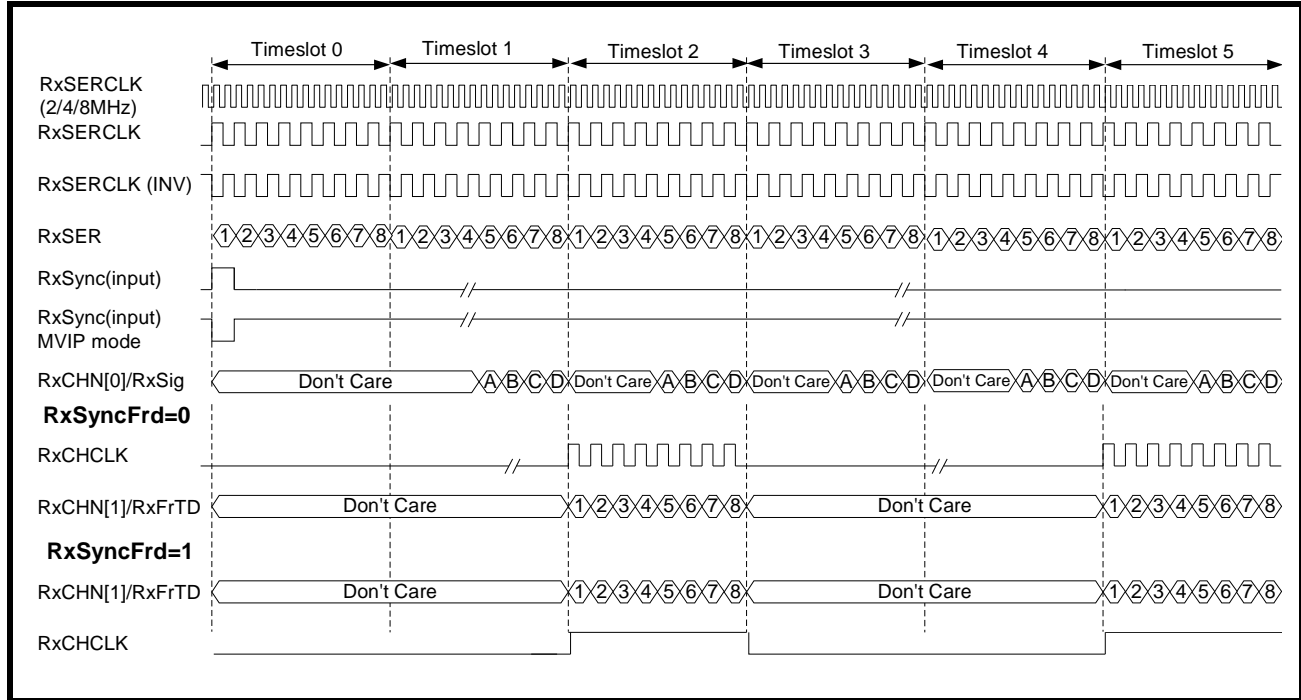 Timeslot 0 Timeslot 1 Timeslot 2 Timeslot 3 Timeslot 4 Timeslot 5
RxSERCLK
(2/4/8MHz)
RxSERCLK
RxSERCLK (INV)
RxSER 1 2 3 4 5 6 7 8 1 2 3 4 5 6 7 8 1 2 3 4 5 6 7 8 1 2 3 4 5 6 7 8 1 2 3 4 5 6 7 8 1 2 3 4 5 6 7 8
RxSync(input)
RxSync(input)
MVIP mode
RxCHN[0]/RxSig Don't Care A B C D Don't Care A B C D Don't Care A B C D Don't Care A B C D Don't Care A B C D
RxSyncFrd=0
RxCHCLK
RxCHN[1]/RxFrTD Don't Care 1 2 3 4 5 6 7 8 Don't Care 1 2 3 4 5 6 7 8
RxSyncFrd=1
RxCHN[1]/RxFrTD Don't Care 1 2 3 4 5 6 7 8 Don't Care 1 2 3 4 5 6 7 8
RxCHCLK